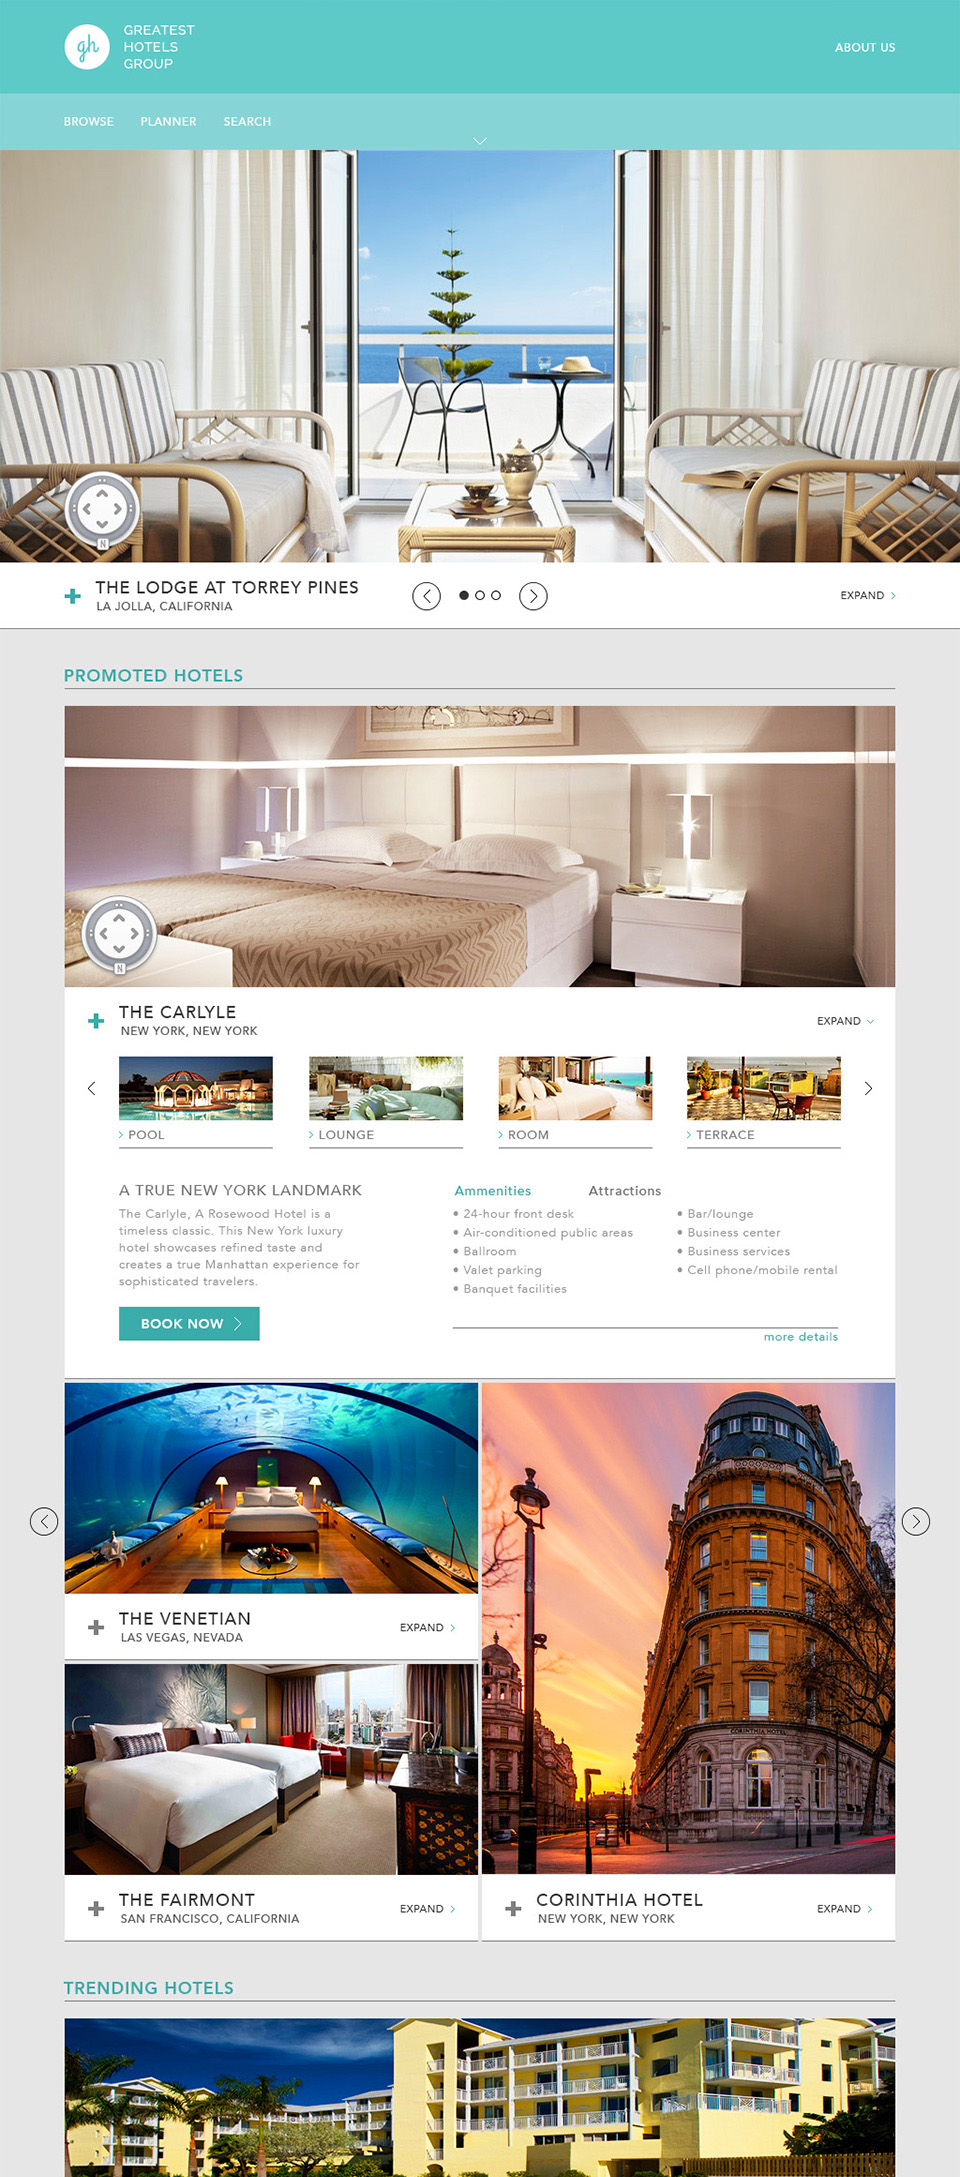 gh
GREATEST
HOTELS
GROUP
ABOUT US
BROWSE
PLANNER
SEARCH
N
THE LODGE AT TORREY PINES
LA JOLLA, CALIFORNIA
EXPAND
PROMOTED HOTELS
N
THE CARLYLE
NEW YORK, NEW YORK
EXPAND
POOL
LOUNGE
ROOM
TERRACE
A TRUE NEW YORK LANDMARK
The Carlyle, A Rosewood Hotel is a
timeless classic. This New York luxury
hotel showcases refined taste and
creates a true Manhattan experience for
sophisticated travelers.
BOOK NOW
Ammenities
Attractions
• 24-hour front desk
• Air-conditioned public areas
• Ballroom
• Valet parking
• Banquet facilities
• Bar/lounge
• Business center
• Business services
• Cell phone/mobile rental
more details
THE VENETIAN
LAS VEGAS, NEVADA
EXPAND
CORINTHIA HOTEL
THE FAIRMONT
SAN FRANCISCO, CALIFORNIA
EXPAND
CORINTHIA HOTEL
NEW YORK, NEW YORK
EXPAND
TRENDING HOTELS